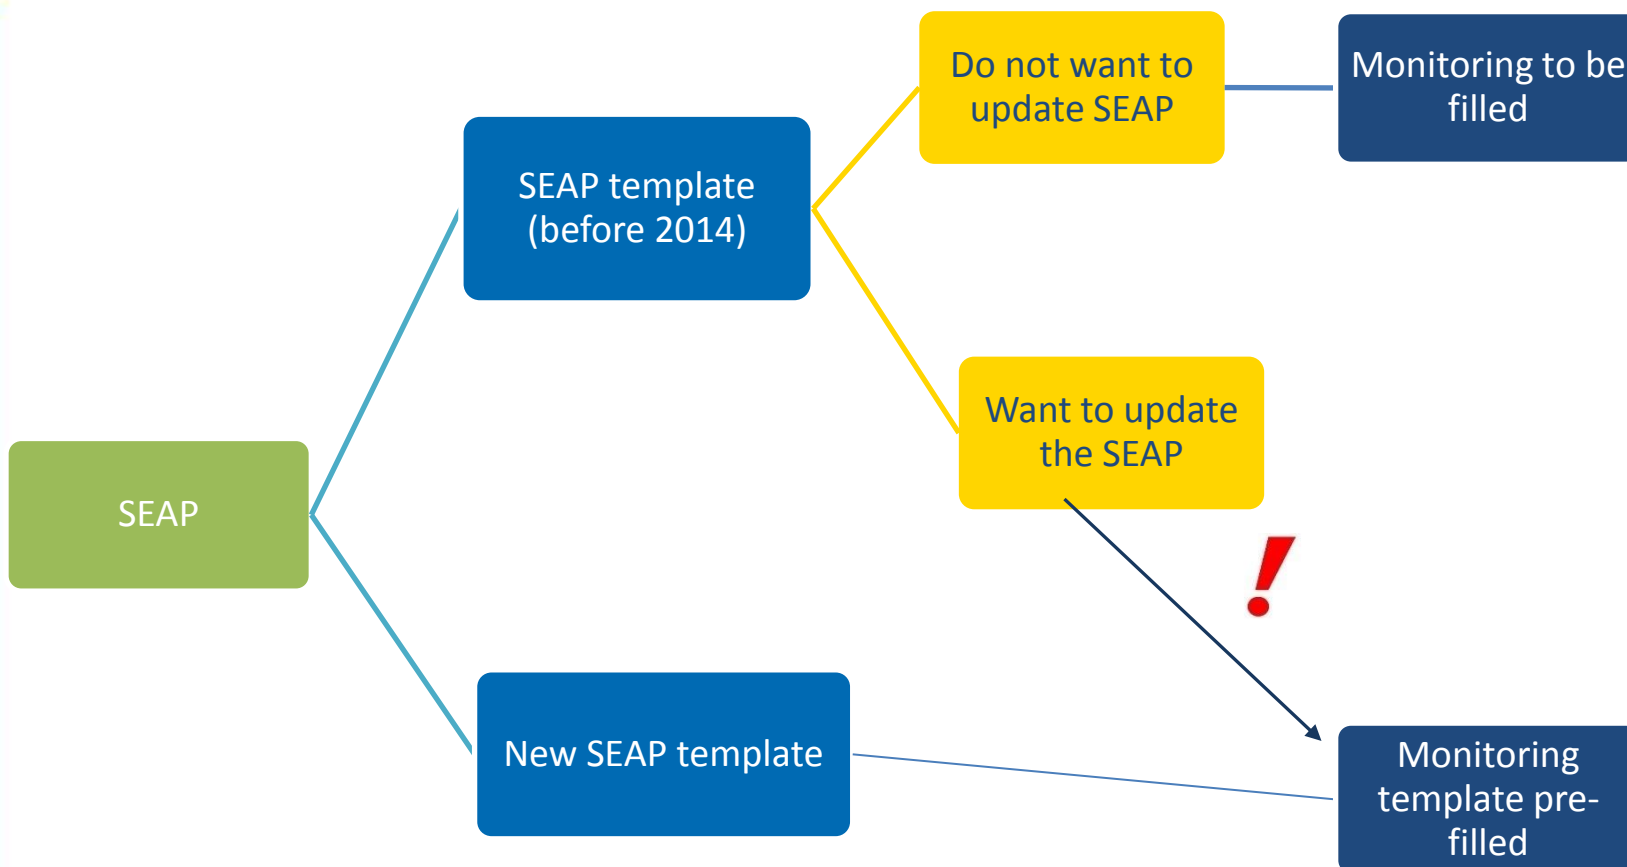 Do not want to
update SEAP
Monitoring to be
filled
SEAP template
(before 2014)
Want to update
the SEAP
SEAP
New SEAP template
Monitoring
template pre-
filled